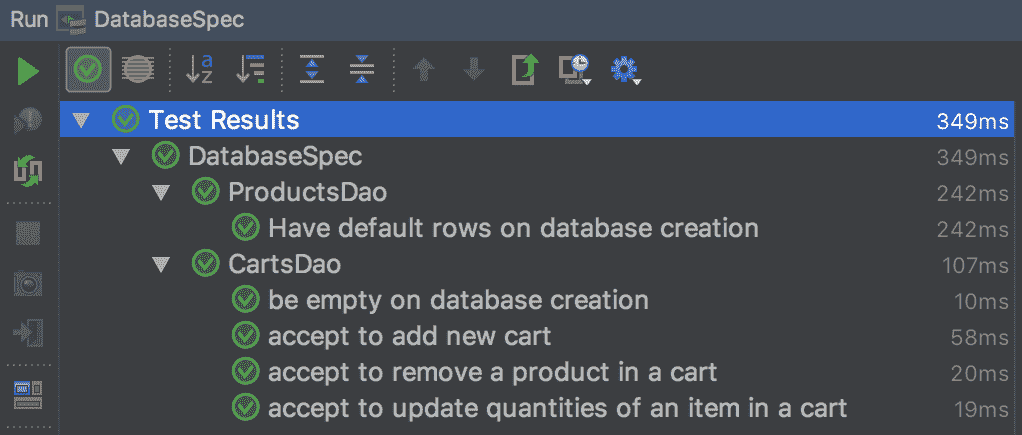 Run DatabaseSpec
Test Results 349ms
DatabaseSpec 349ms
ProductsDao 242ms
Have default rows on database creation 242ms
CartsDao 107ms
be empty on database creation 10ms
accept to add new cart 58ms
accept to remove a product in a cart 20ms
accept to update quantities of an item in a cart 19ms